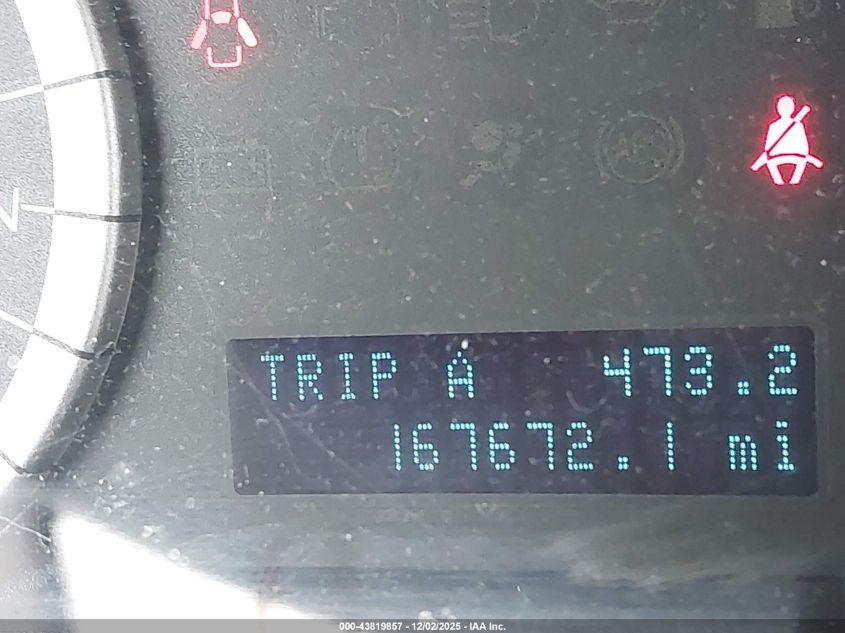 TRIP A 473.2
167672.1 mi
000-43819857 - 12/02/2025 - IAA Inc.